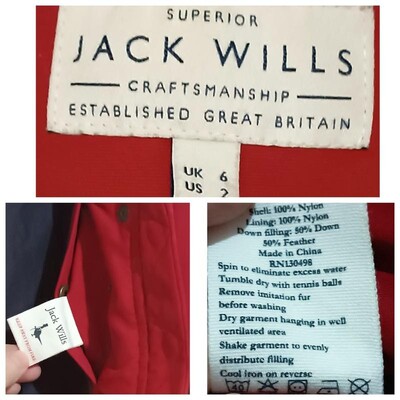 SUPERIOR
JACK WILLS
CRAFTSMANSHIP
ESTABLISHED GREAT BRITAIN
UK 6
US 2
Jack Wills
Shell: 100% Nylon
Lining: 100% Nylon
Down filling: 50% Down
50% Feather
Made in China
RN130498
Spin to eliminate excess water
Tumble dry with tennis balls
Remove imitation fur
before washing
Dry garment hanging in well
ventilated area
Shake garment to evenly
distribute filling
Cool iron on reverse